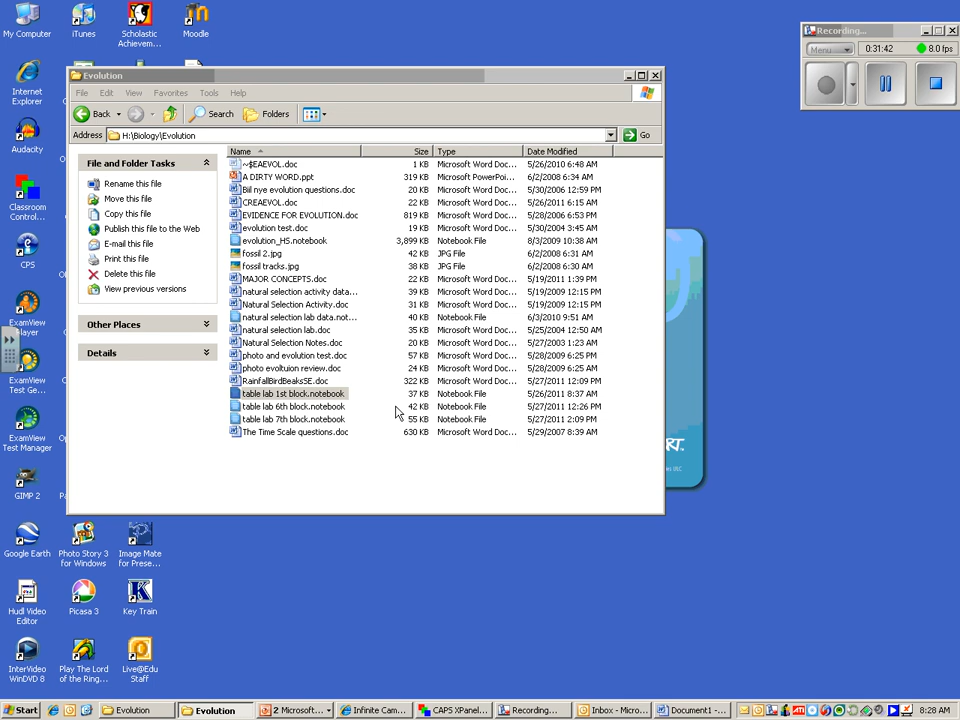 My Computer
iTunes
Scholastic
Achievem...
Moodle
Recording...
Menu
0:31:42
8.0 fps
Evolution
File Edit View Favorites Tools Help
Back
Search
Folders
Address
H:\Biology\Evolution
Go
File and Folder Tasks
Rename this file
Move this file
Copy this file
Publish this file to the Web
E-mail this file
Print this file
Delete this file
View previous versions
Other Places
Details
Name Size Type Date Modified
~$EAEVOL.doc 1 KB Microsoft Word Doc... 5/26/2010 6:48 AM
A DIRTY WORD.ppt 319 KB Microsoft PowerPoi... 6/2/2008 6:34 AM
Biil nye evolution questions.doc 20 KB Microsoft Word Doc... 5/30/2006 12:59 PM
CREAEVOL.doc 22 KB Microsoft Word Doc... 5/26/2011 6:15 AM
EVIDENCE FOR EVOLUTION.doc 819 KB Microsoft Word Doc... 5/28/2006 6:53 PM
evolution test.doc 19 KB Microsoft Word Doc... 5/30/2004 3:45 AM
evolution_HS.notebook 3,899 KB Notebook File 8/3/2009 10:38 AM
fossil 2.jpg 42 KB JPG File 6/2/2008 6:31 AM
fossil tracks.jpg 38 KB JPG File 6/2/2008 6:30 AM
MAJOR CONCEPTS.doc 22 KB Microsoft Word Doc... 5/19/2011 1:39 PM
natural selection activity data... 39 KB Microsoft Word Doc... 5/19/2009 12:15 PM
Natural Selection Activity.doc 31 KB Microsoft Word Doc... 5/19/2009 12:15 PM
natural selection lab data.not... 40 KB Notebook File 6/3/2010 9:51 AM
natural selection lab.doc 35 KB Microsoft Word Doc... 5/25/2004 12:50 AM
Natural Selection Notes.doc 20 KB Microsoft Word Doc... 5/27/2003 1:23 AM
photo and evolution test.doc 57 KB Microsoft Word Doc... 5/28/2009 6:25 PM
photo evoltuion review.doc 24 KB Microsoft Word Doc... 5/28/2009 6:25 AM
RainfallBirdBeaks5E.doc 322 KB Microsoft Word Doc... 5/27/2011 12:09 PM
table lab 1st block.notebook 37 KB Notebook File 5/26/2011 8:37 AM
table lab 6th block.notebook 42 KB Notebook File 5/27/2011 12:26 PM
table lab 7th block.notebook 55 KB Notebook File 5/27/2011 2:09 PM
The Time Scale questions.doc 630 KB Microsoft Word Doc... 5/29/2007 8:39 AM
Internet
Explorer
Audacity
Classroom
Control...
CPS
ExamView
Player
ExamView
Test Ge...
ExamView
Test Manager
GIMP 2
Google Earth
Photo Story 3
for Windows
Image Mate
for Prese...
Hudl Video
Editor
Picasa 3
Key Train
InterVideo
WinDVD 8
Play The Lord
of the Ring...
Live@Edu
Staff
Start
Evolution
Evolution
2 Microsoft...
Infinite Cam...
CAPS XPanel...
Recording...
Inbox - Micro...
Document1 -...
8:28 AM